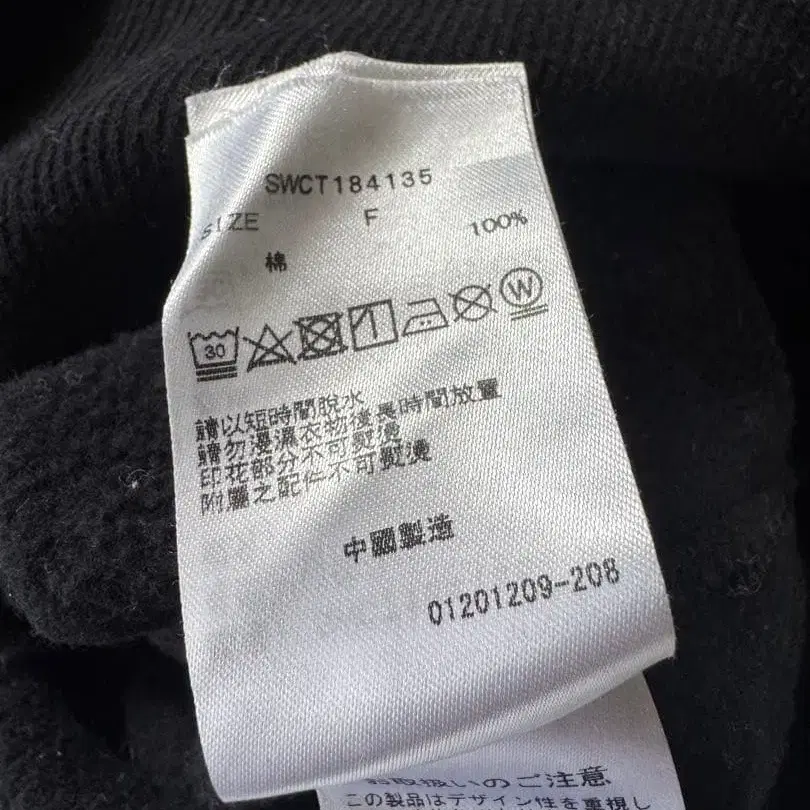 SWCT184135
SIZE F
棉 100%
30 W
請以短時間脫水
請勿浸濕衣物後長時間放置
印花部分不可熨燙
附屬之配件不可熨燙
中國製造
01201209-208
お取扱いのご注意
この製品はデザイン性を重視し